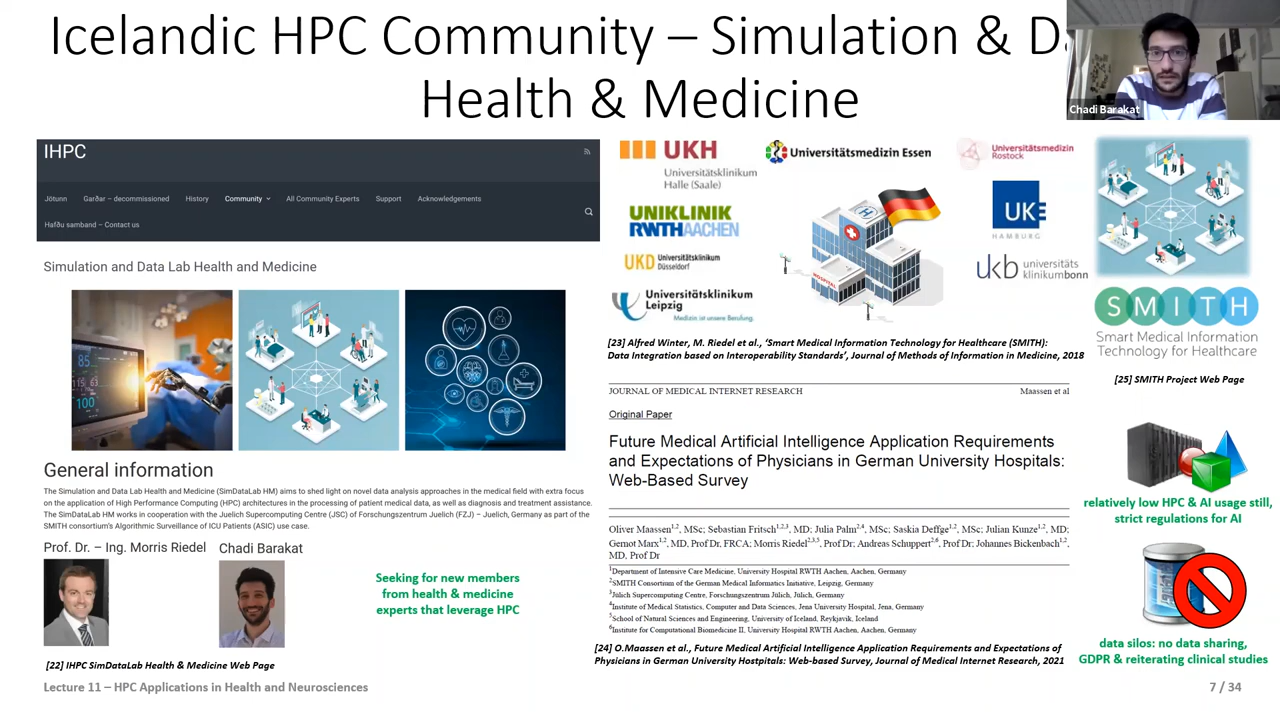 Icelandic HPC Community – Simulation & D
Health & Medicine
Chadi Barakat
IHPC
Jötunn Garðar – decommissioned History Community All Community Experts Support Acknowledgements
Hafðu samband – Contact us
Simulation and Data Lab Health and Medicine
General information
The Simulation and Data Lab Health and Medicine (SimDataLab HM) aims to shed light on novel data analysis approaches in the medical field with extra focus
on the application of High Performance Computing (HPC) architectures in the processing of patient medical data, as well as diagnosis and treatment assistance.
The SimDataLab HM works in cooperation with the Juelich Supercomputing Centre (JSC) of Forschungszentrum Juelich (FZJ) – Juelich, Germany as part of the
SMITH consortium's Algorithmic Surveillance of ICU Patients (ASIC) use case.
Prof. Dr. – Ing. Morris Riedel
Chadi Barakat
Seeking for new members
from health & medicine
experts that leverage HPC
[22] IHPC SimDataLab Health & Medicine Web Page
UKH
Universitätsklinikum
Halle (Saale)
Universitätsmedizin Essen
Universitätsmedizin
Rostock
UNIKLINIK
RWTHAACHEN
UKE
HAMBURG
UKD Universitätsklinikum
Düsseldorf
ukb universitäts
klinikumbonn
Universitätsklinikum
Leipzig
Medizin ist unsere Berufung.
HOSPITAL
H
SMITH
Smart Medical Information
Technology for Healthcare
[23] Alfred Winter, M. Riedel et al., 'Smart Medical Information Technology for Healthcare (SMITH):
Data Integration based on Interoperability Standards', Journal of Methods of Information in Medicine, 2018
[25] SMITH Project Web Page
JOURNAL OF MEDICAL INTERNET RESEARCH Maassen et al
Original Paper
Future Medical Artificial Intelligence Application Requirements
and Expectations of Physicians in German University Hospitals:
Web-Based Survey
Oliver Maassen1,2, MSc; Sebastian Fritsch1,2,3, MD; Julia Palm2,4, MSc; Saskia Deffge1,2, MSc; Julian Kunze1,2, MD;
Gernot Marx1,2, MD, Prof Dr, FRCA; Morris Riedel2,3,5, Prof Dr; Andreas Schuppert2,6, Prof Dr; Johannes Bickenbach1,2,
MD, Prof Dr
1Department of Intensive Care Medicine, University Hospital RWTH Aachen, Aachen, Germany
2SMITH Consortium of the German Medical Informatics Initiative, Leipzig, Germany
3Jülich Supercomputing Centre, Forschungszentrum Jülich, Jülich, Germany
4Institute of Medical Statistics, Computer and Data Sciences, Jena University Hospital, Jena, Germany
5School of Natural Sciences and Engineering, University of Iceland, Reykjavik, Iceland
6Institute for Computational Biomedicine II, University Hospital RWTH Aachen, Aachen, Germany
[24] O.Maassen et al., Future Medical Artificial Intelligence Application Requirements and Expectations of
Physicians in German University Hostpitals: Web-based Survey, Journal of Medical Internet Research, 2021
relatively low HPC & AI usage still,
strict regulations for AI
data silos: no data sharing,
GDPR & reiterating clinical studies
Lecture 11 – HPC Applications in Health and Neurosciences
7 / 34